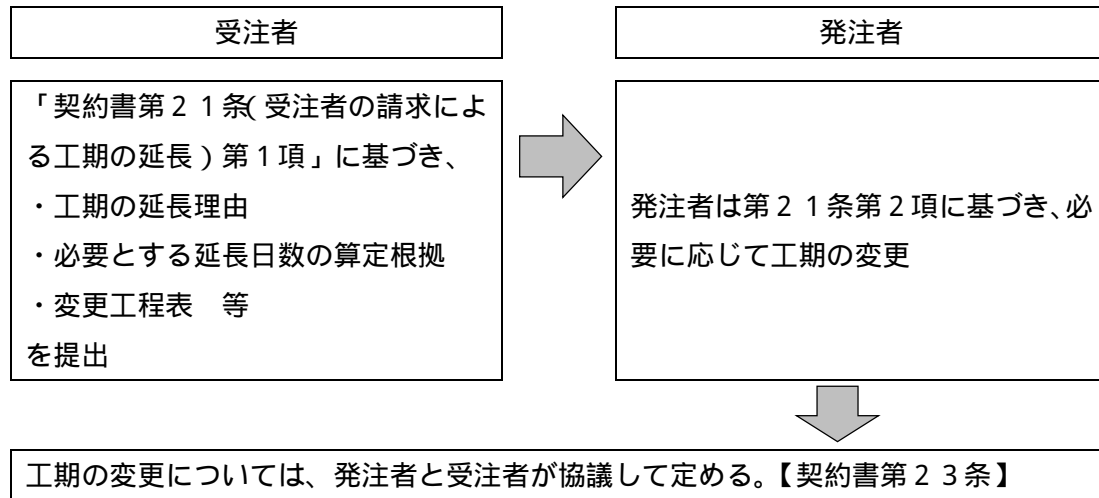 受注者
発注者
「契約書第21条(受注者の請求によ
る工期の延長)第1項」に基づき、
・工期の延長理由
・必要とする延長日数の算定根拠
・変更工程表　等
を提出
発注者は第21条第2項に基づき、必
要に応じて工期の変更
工期の変更については、発注者と受注者が協議して定める。【契約書第23条】